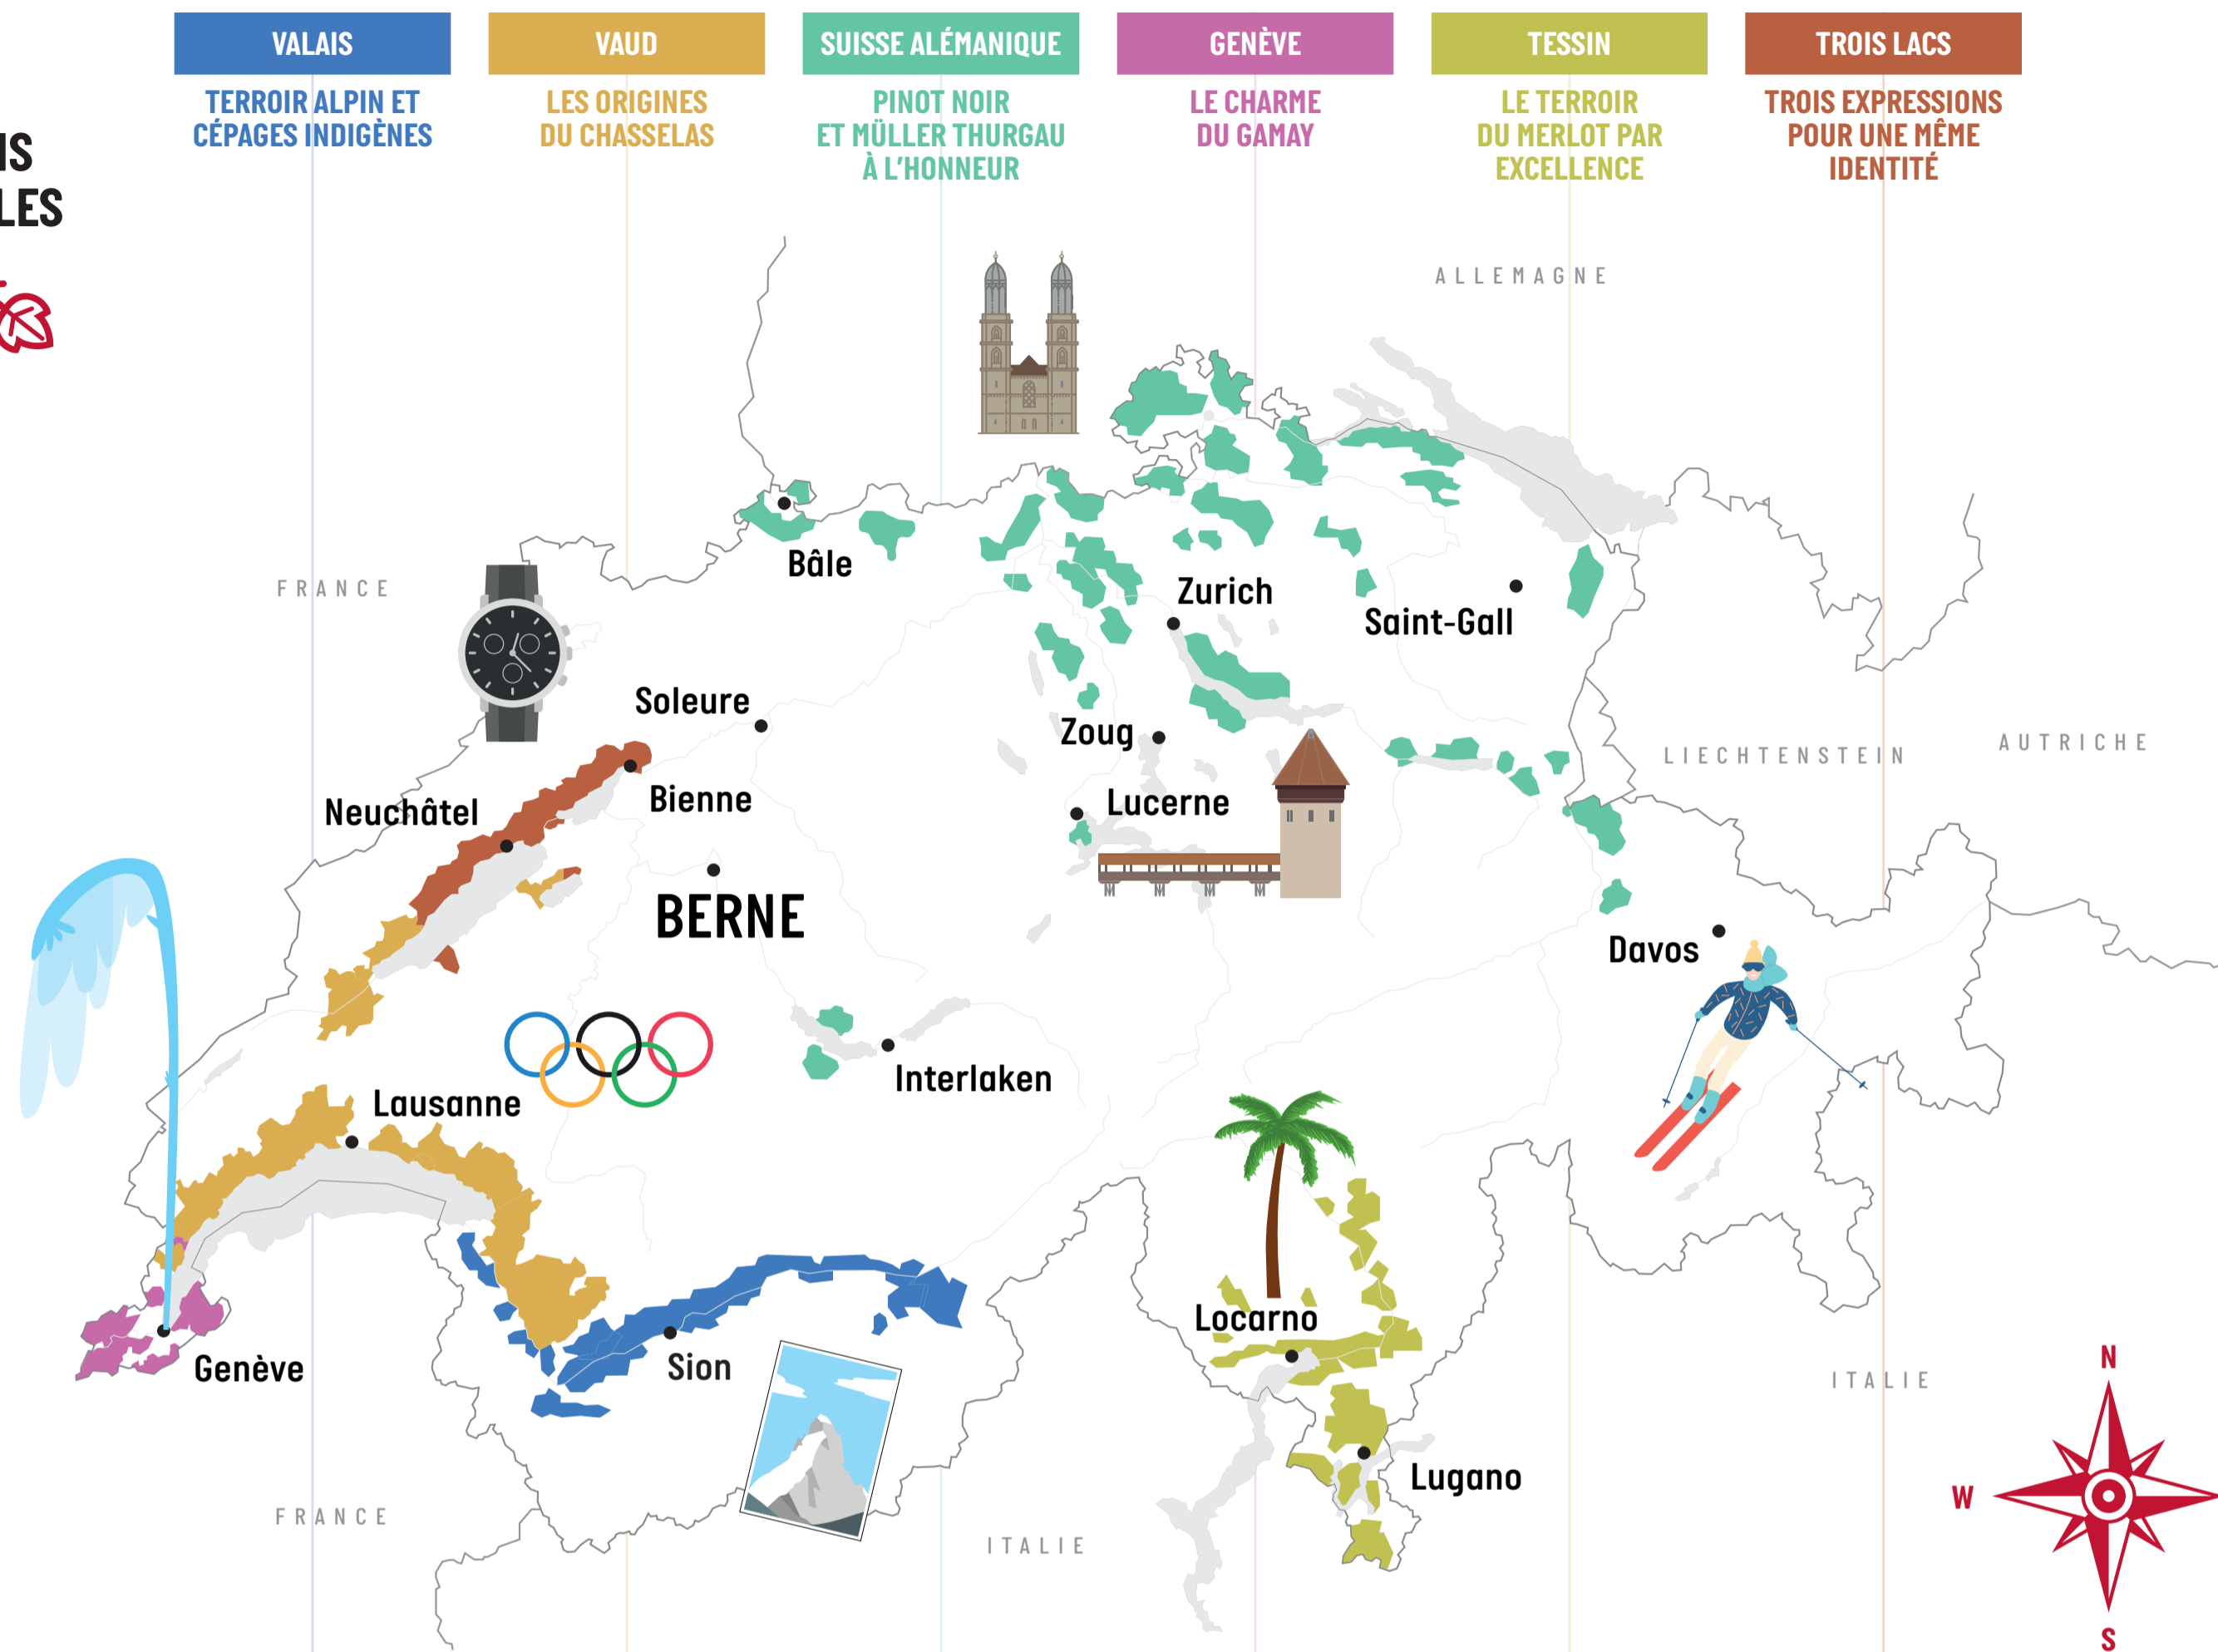 VALAIS
VAUD
SUISSE ALÉMANIQUE
GENÈVE
TESSIN
TROIS LACS
TERROIR ALPIN ET
CÉPAGES INDIGÈNES
LES ORIGINES
DU CHASSELAS
PINOT NOIR
ET MÜLLER THURGAU
À L'HONNEUR
LE CHARME
DU GAMAY
LE TERROIR
DU MERLOT PAR
EXCELLENCE
TROIS EXPRESSIONS
POUR UNE MÊME
IDENTITÉ
ALLEMAGNE
Bâle
FRANCE
Zurich
Saint-Gall
Soleure
Zoug
LIECHTENSTEIN
AUTRICHE
Neuchâtel
Bienne
Lucerne
BERNE
Davos
Interlaken
Lausanne
Locarno
Genève
Sion
ITALIE
Lugano
FRANCE
ITALIE
N
W
S